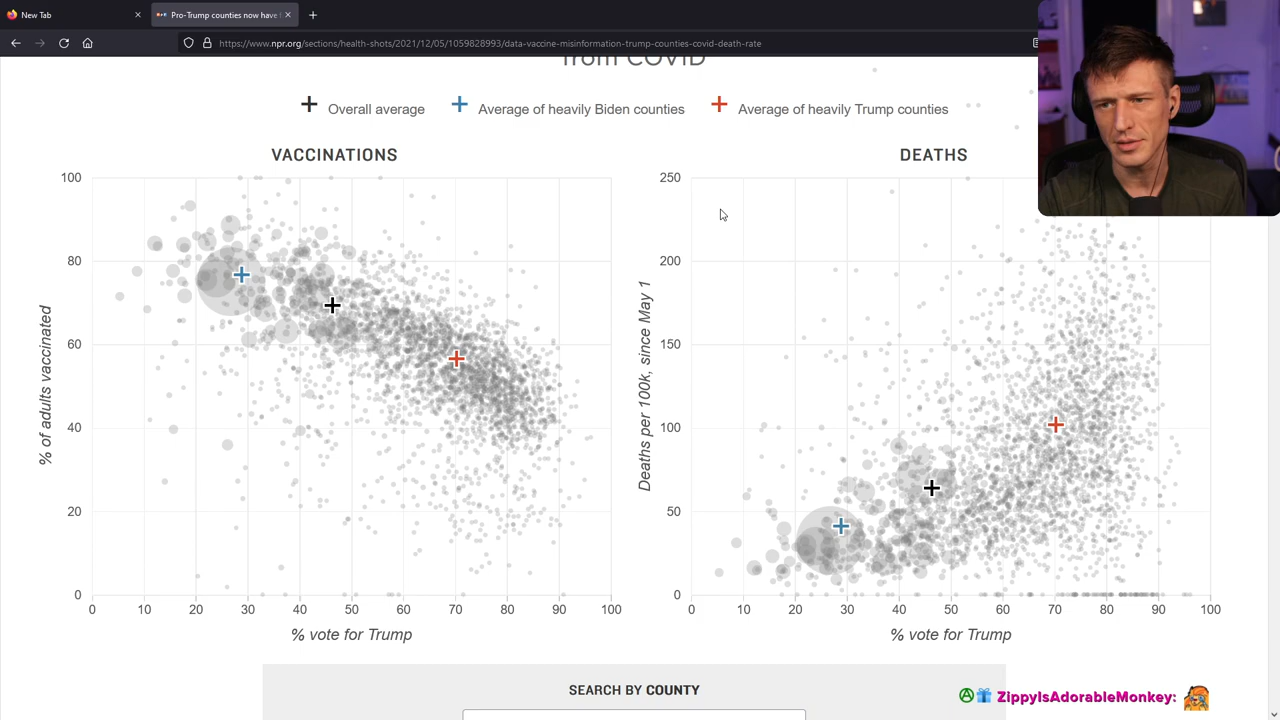 New Tab
Pro-Trump counties now have
https://www.npr.org/sections/health-shots/2021/12/05/1059828993/data-vaccine-misinformation-trump-counties-covid-death-rate
from COVID
Overall average
Average of heavily Biden counties
Average of heavily Trump counties
VACCINATIONS
100
80
60
40
20
0
% of adults vaccinated
0 10 20 30 40 50 60 70 80 90 100
% vote for Trump
DEATHS
250
200
150
100
50
0
Deaths per 100k, since May 1
0 10 20 30 40 50 60 70 80 90 100
% vote for Trump
SEARCH BY COUNTY
ZippyIsAdorableMonkey: